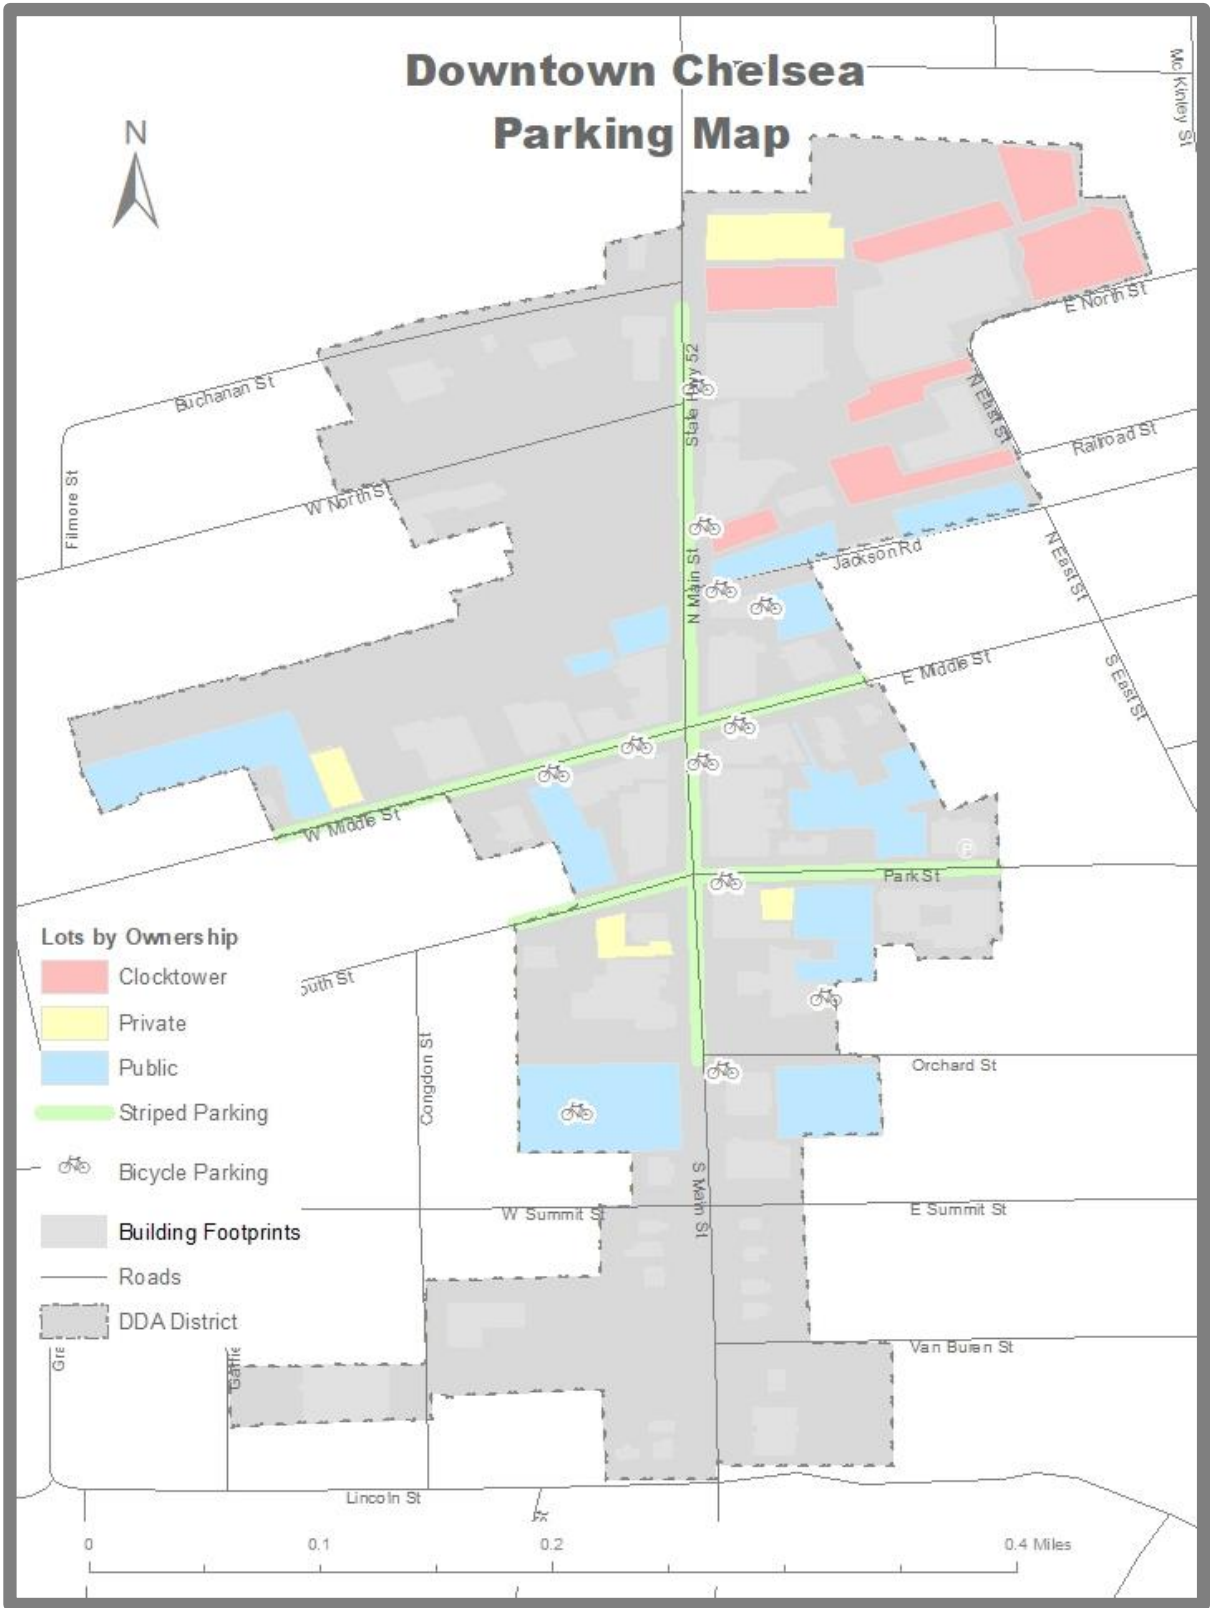 Downtown Chelsea
Parking Map
Mc Kinley St
N
E North St
State Hwy 52
Buchanan St
N East St
Railroad St
Filmore St
W North St
N Main St
Jackson Rd
N East St
E Middle St
S East St
W Middle St
P
Park St
Lots by Ownership
Clocktower
outh St
Private
Public
Orchard St
Congdon St
Striped Parking
Bicycle Parking
S Main St
W Summit St
E Summit St
Building Footprints
Roads
DDA District
Van Buren St
Lincoln St
0
0.1
0.2
0.4 Miles